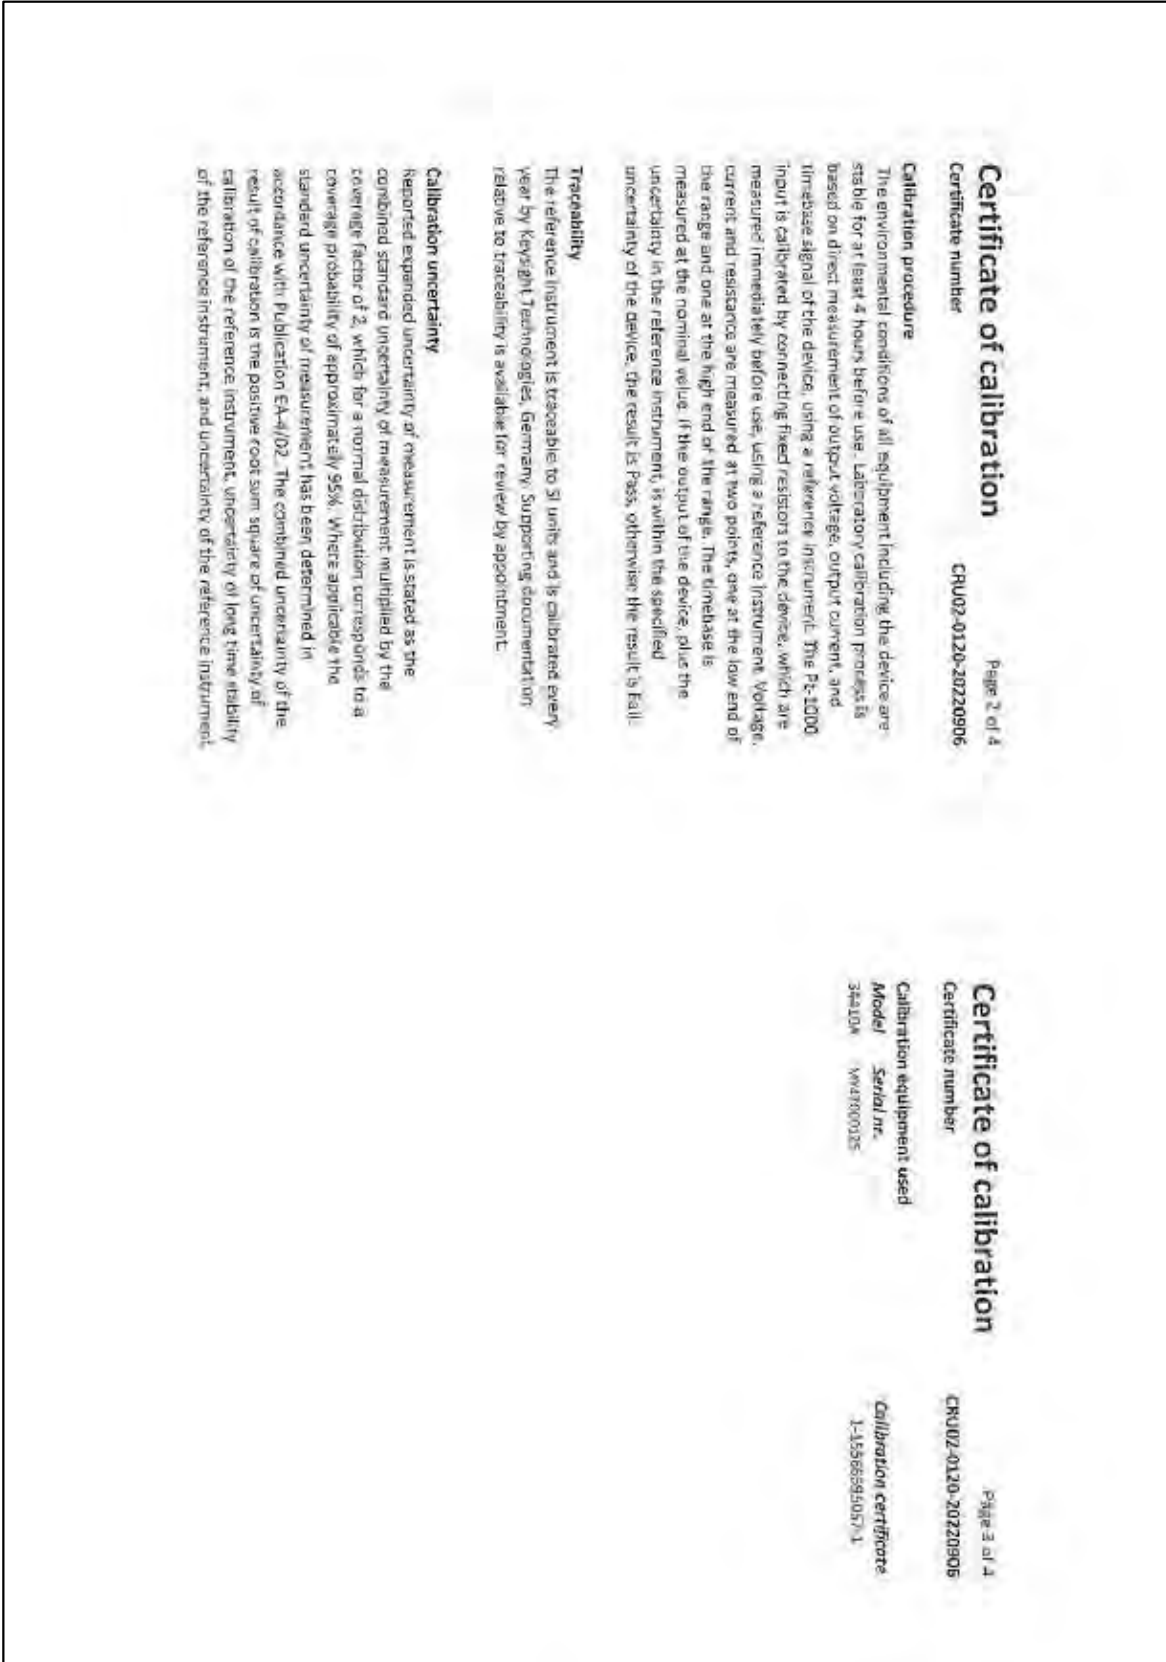 Certificate of calibration
Page 2 of 4
Certificate number CRU02-0120-20220906
Calibration procedure
The environmental conditions of all equipment including the device are
stable for at least 4 hours before use. Laboratory calibration process is
based on direct measurement of output voltage, output current, and
timebase signal of the device, using a reference instrument. The Pt-1000
input is calibrated by connecting fixed resistors to the device, which are
measured immediately before use, using a reference instrument. Voltage,
current and resistance are measured at two points, one at the low end of
the range and one at the high end of the range. The timebase is
measured at the nominal value. If the output of the device, plus the
uncertainty in the reference instrument, is within the specified
uncertainty of the device, the result is Pass, otherwise the result is Fail.
Traceability
The reference instrument is traceable to SI units and is calibrated every
year by Keysight Technologies, Germany. Supporting documentation
relative to traceability is available for review by appointment.
Calibration uncertainty
Reported expanded uncertainty of measurement is stated as the
combined standard uncertainty of measurement multiplied by the
coverage factor of 2, which for a normal distribution corresponds to a
coverage probability of approximately 95%. Where applicable the
standard uncertainty of measurement has been determined in
accordance with Publication EA-4/02. The combined uncertainty of the
result of calibration is the positive root sum square of uncertainty of
calibration of the reference instrument, uncertainty of long time stability
of the reference instrument, and uncertainty of the reference instrument
Certificate of calibration
Page 3 of 4
Certificate number CRU02-0120-20220906
Calibration equipment used
Model Serial nr. Calibration certificate
34410A MY47000125